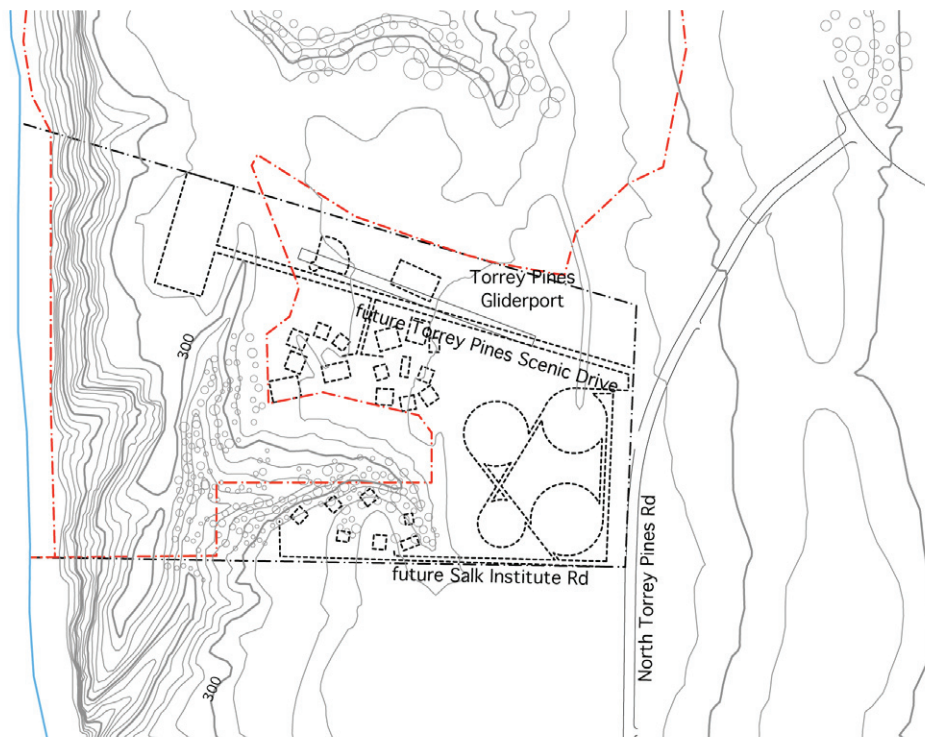 Torrey Pines
Gliderport
future Torrey Pines Scenic Drive
300
North Torrey Pines Rd
future Salk Institute Rd
300